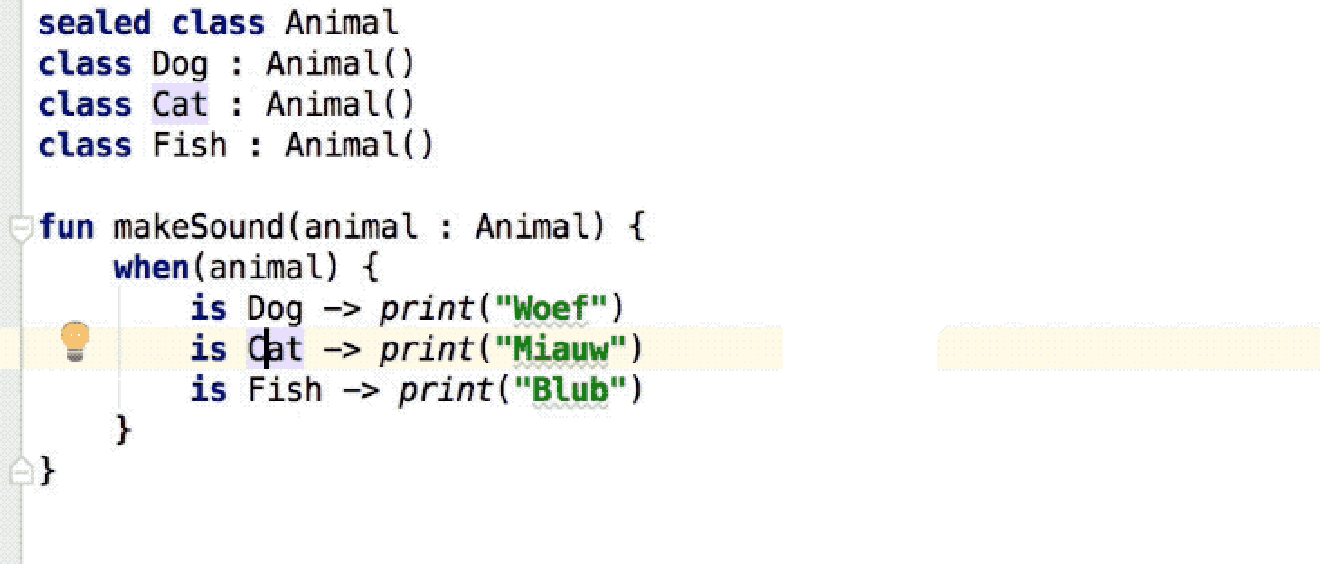 sealed class Animal
class Dog : Animal()
class Cat : Animal()
class Fish : Animal()
fun makeSound(animal : Animal) {
    when(animal) {
        is Dog -> print("Woef")
        is Cat -> print("Miauw")
        is Fish -> print("Blub")
    }
}